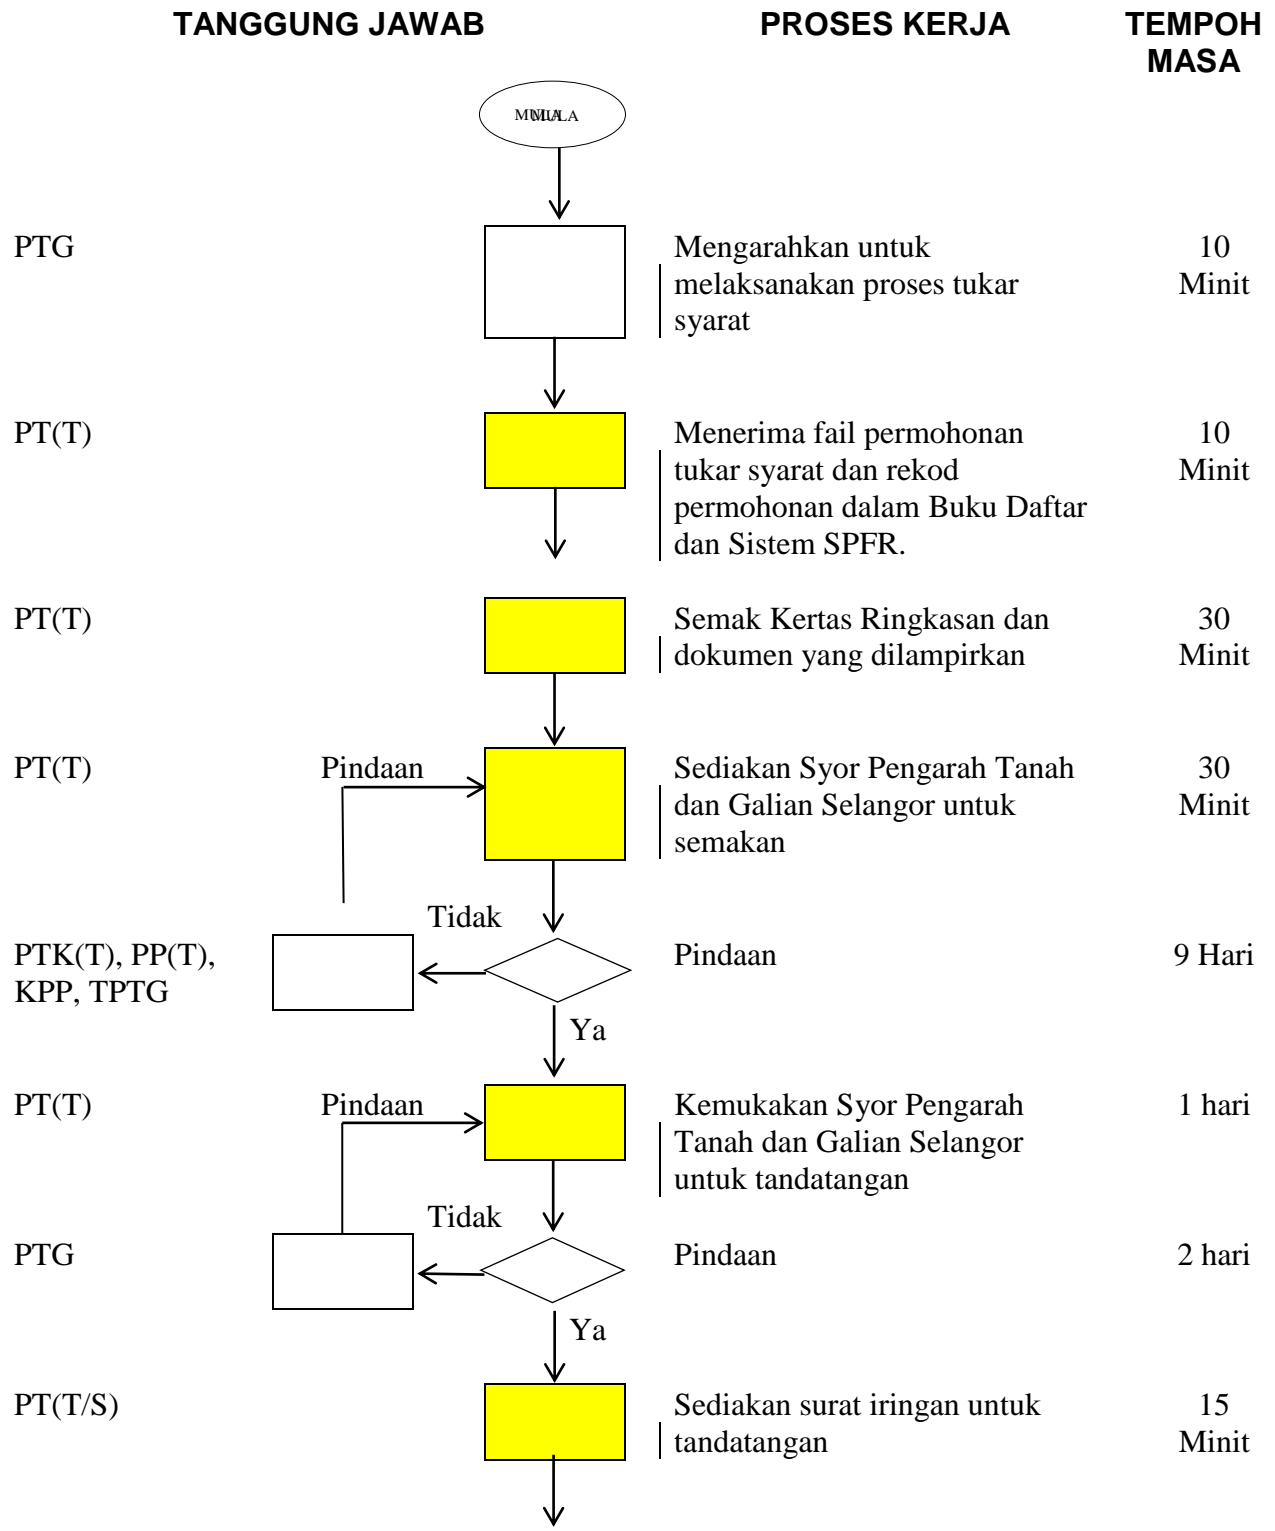 TANGGUNG JAWAB PROSES KERJA TEMPOH
MASA
MULA
MULA
PTG Mengarahkan untuk 10
melaksanakan proses tukar Minit
syarat
PT(T) Menerima fail permohonan 10
tukar syarat dan rekod Minit
permohonan dalam Buku Daftar
dan Sistem SPFR.
PT(T) Semak Kertas Ringkasan dan 30
dokumen yang dilampirkan Minit
PT(T) Pindaan Sediakan Syor Pengarah Tanah 30
dan Galian Selangor untuk Minit
semakan
Tidak
PTK(T), PP(T), Pindaan 9 Hari
KPP, TPTG
Ya
PT(T) Pindaan Kemukakan Syor Pengarah 1 hari
Tanah dan Galian Selangor
untuk tandatangan
Tidak
PTG Pindaan 2 hari
Ya
PT(T/S) Sediakan surat iringan untuk 15
tandatangan Minit